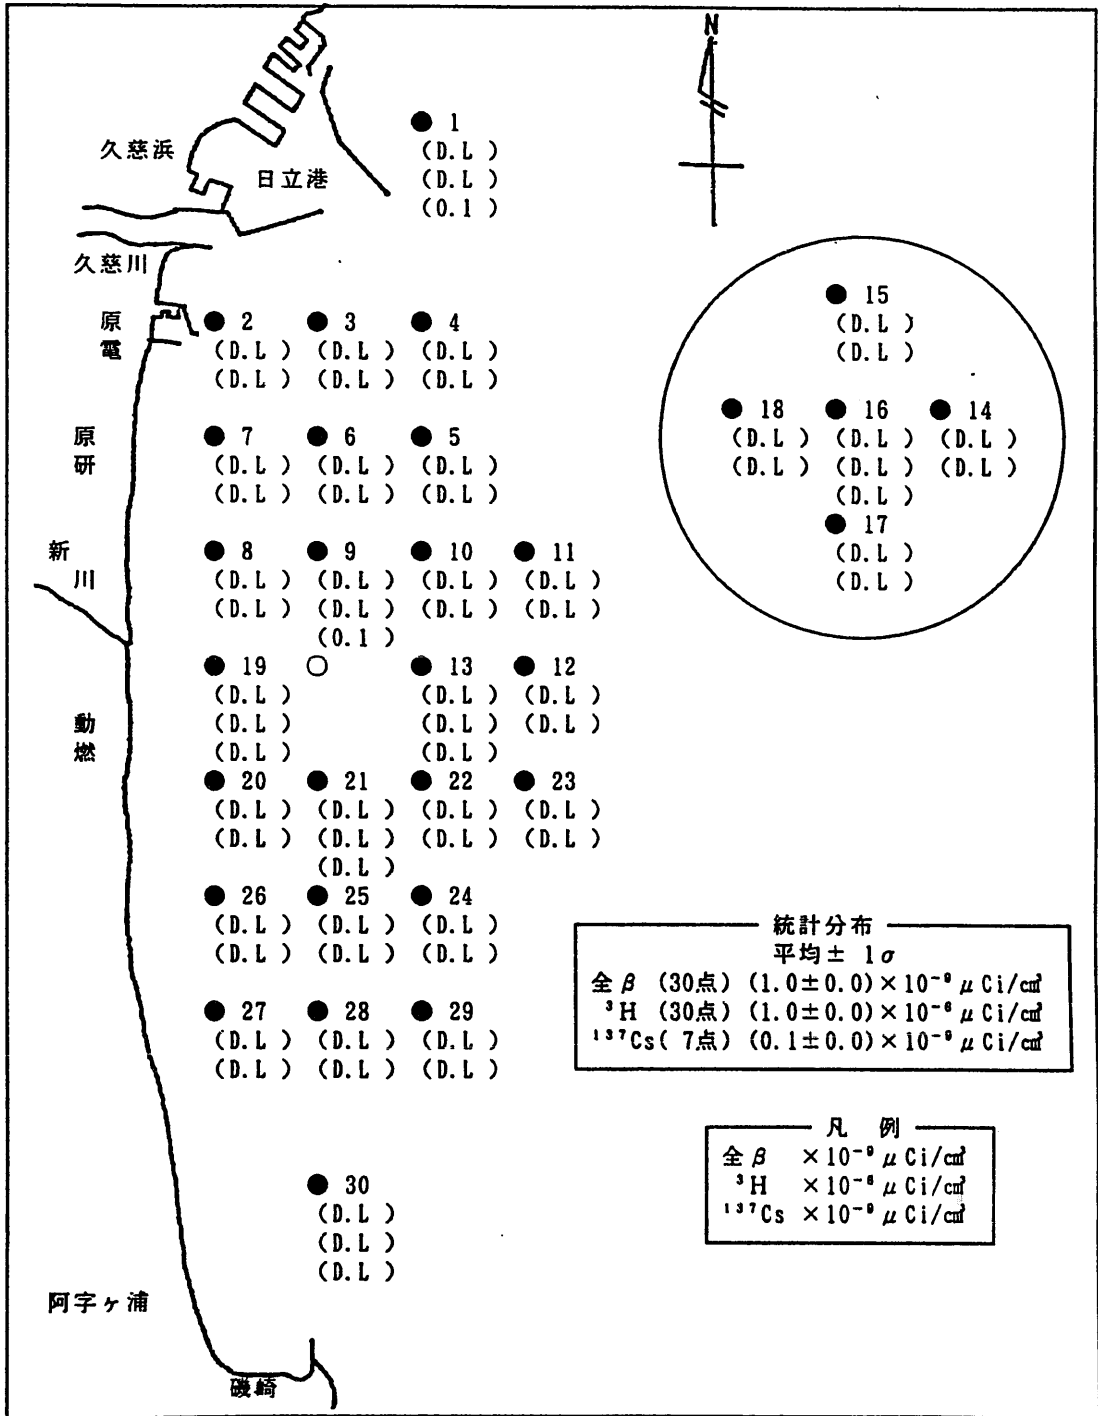 N
久慈浜
日立港
● 1
(D.L )
(D.L )
(0.1 )
久慈川
原電
● 2 ● 3 ● 4
(D.L ) (D.L ) (D.L )
(D.L ) (D.L ) (D.L )
原研
● 7 ● 6 ● 5
(D.L ) (D.L ) (D.L )
(D.L ) (D.L ) (D.L )
新川
● 8 ● 9 ● 10 ● 11
(D.L ) (D.L ) (D.L ) (D.L )
(D.L ) (D.L ) (D.L ) (D.L )
(0.1 )
● 19 ○ ● 13 ● 12
(D.L ) (D.L ) (D.L )
(D.L ) (D.L ) (D.L )
(D.L ) (D.L )
動燃
● 20 ● 21 ● 22 ● 23
(D.L ) (D.L ) (D.L ) (D.L )
(D.L ) (D.L ) (D.L ) (D.L )
(D.L )
● 26 ● 25 ● 24
(D.L ) (D.L ) (D.L )
(D.L ) (D.L ) (D.L )
● 27 ● 28 ● 29
(D.L ) (D.L ) (D.L )
(D.L ) (D.L ) (D.L )
● 30
(D.L )
(D.L )
(D.L )
阿字ヶ浦
磯崎
● 15
(D.L )
(D.L )
● 18 ● 16 ● 14
(D.L ) (D.L ) (D.L )
(D.L ) (D.L ) (D.L )
(D.L )
● 17
(D.L )
(D.L )
統計分布
平均± 1σ
全β (30点) (1.0±0.0)×10⁻⁹ μCi/cm³
³H (30点) (1.0±0.0)×10⁻⁶ μCi/cm³
¹³⁷Cs( 7点) (0.1±0.0)×10⁻⁹ μCi/cm³
凡 例
全β ×10⁻⁹ μCi/cm³
³H ×10⁻⁶ μCi/cm³
¹³⁷Cs ×10⁻⁹ μCi/cm³